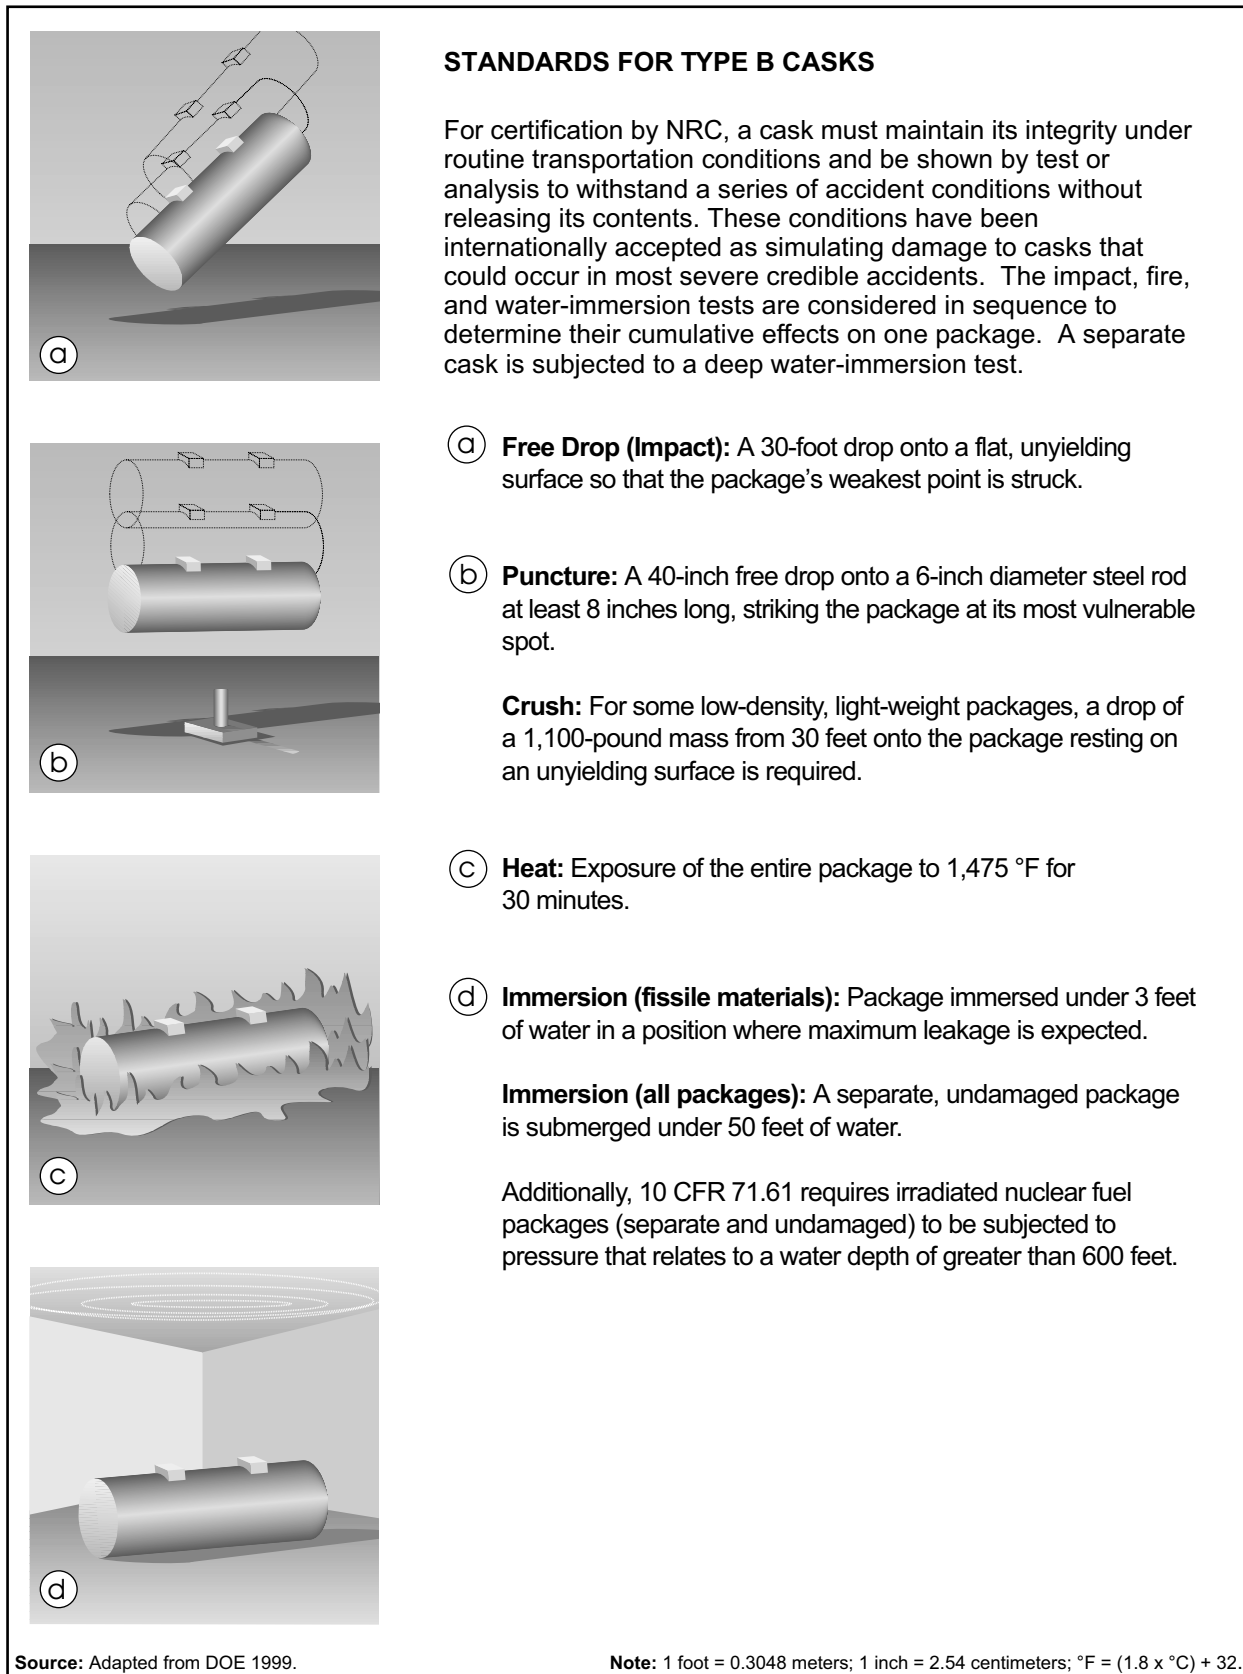 STANDARDS FOR TYPE B CASKS
For certification by NRC, a cask must maintain its integrity under
routine transportation conditions and be shown by test or
analysis to withstand a series of accident conditions without
releasing its contents. These conditions have been
internationally accepted as simulating damage to casks that
could occur in most severe credible accidents. The impact, fire,
and water-immersion tests are considered in sequence to
determine their cumulative effects on one package. A separate
cask is subjected to a deep water-immersion test.
a
a Free Drop (Impact): A 30-foot drop onto a flat, unyielding
surface so that the package's weakest point is struck.
b Puncture: A 40-inch free drop onto a 6-inch diameter steel rod
at least 8 inches long, striking the package at its most vulnerable
spot.
Crush: For some low-density, light-weight packages, a drop of
a 1,100-pound mass from 30 feet onto the package resting on
an unyielding surface is required.
b
c Heat: Exposure of the entire package to 1,475 °F for
30 minutes.
d Immersion (fissile materials): Package immersed under 3 feet
of water in a position where maximum leakage is expected.
Immersion (all packages): A separate, undamaged package
is submerged under 50 feet of water.
c
Additionally, 10 CFR 71.61 requires irradiated nuclear fuel
packages (separate and undamaged) to be subjected to
pressure that relates to a water depth of greater than 600 feet.
d
Source: Adapted from DOE 1999.
Note: 1 foot = 0.3048 meters; 1 inch = 2.54 centimeters; °F = (1.8 x °C) + 32.